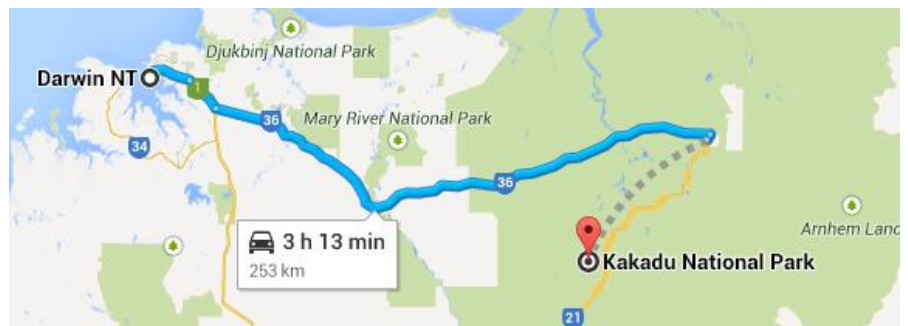 Djukbinj National Park
Darwin NT
1
36
Mary River National Park
34
36
3 h 13 min
253 km
Arnhem Land
Kakadu National Park
21